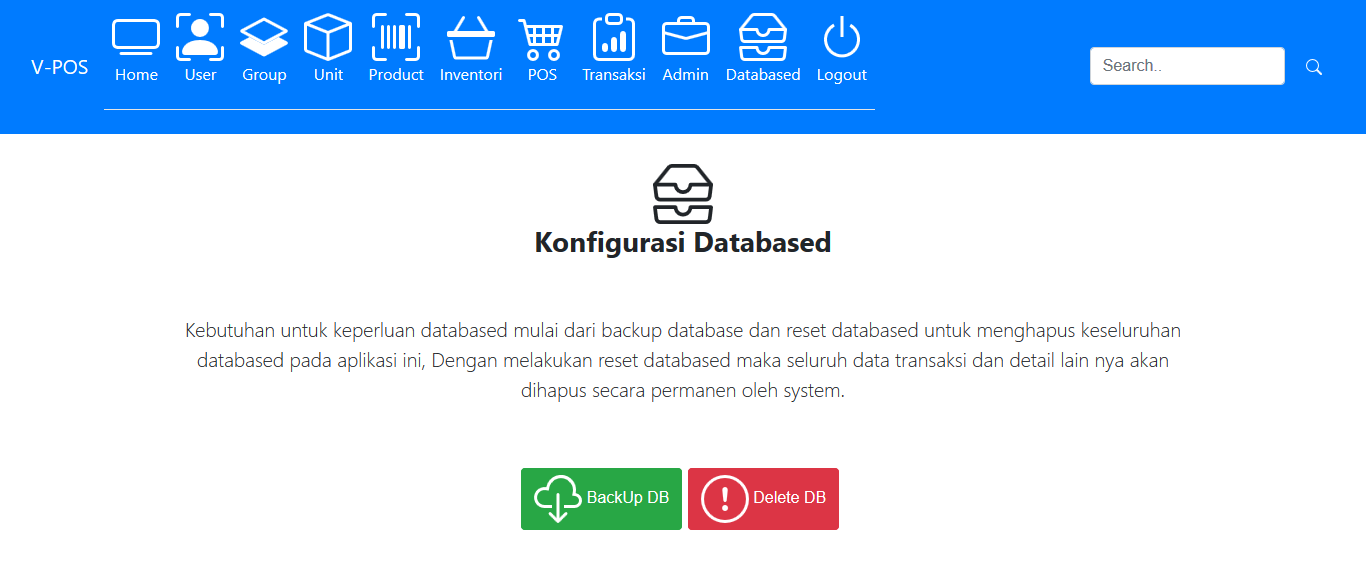 V-POS
Home
User
Group
Unit
Product
Inventori
POS
Transaksi
Admin
Databased
Logout
Search..
Konfigurasi Databased
Kebutuhan untuk keperluan databased mulai dari backup database dan reset databased untuk menghapus keseluruhan
databased pada aplikasi ini, Dengan melakukan reset databased maka seluruh data transaksi dan detail lain nya akan
dihapus secara permanen oleh system.
BackUp DB
Delete DB